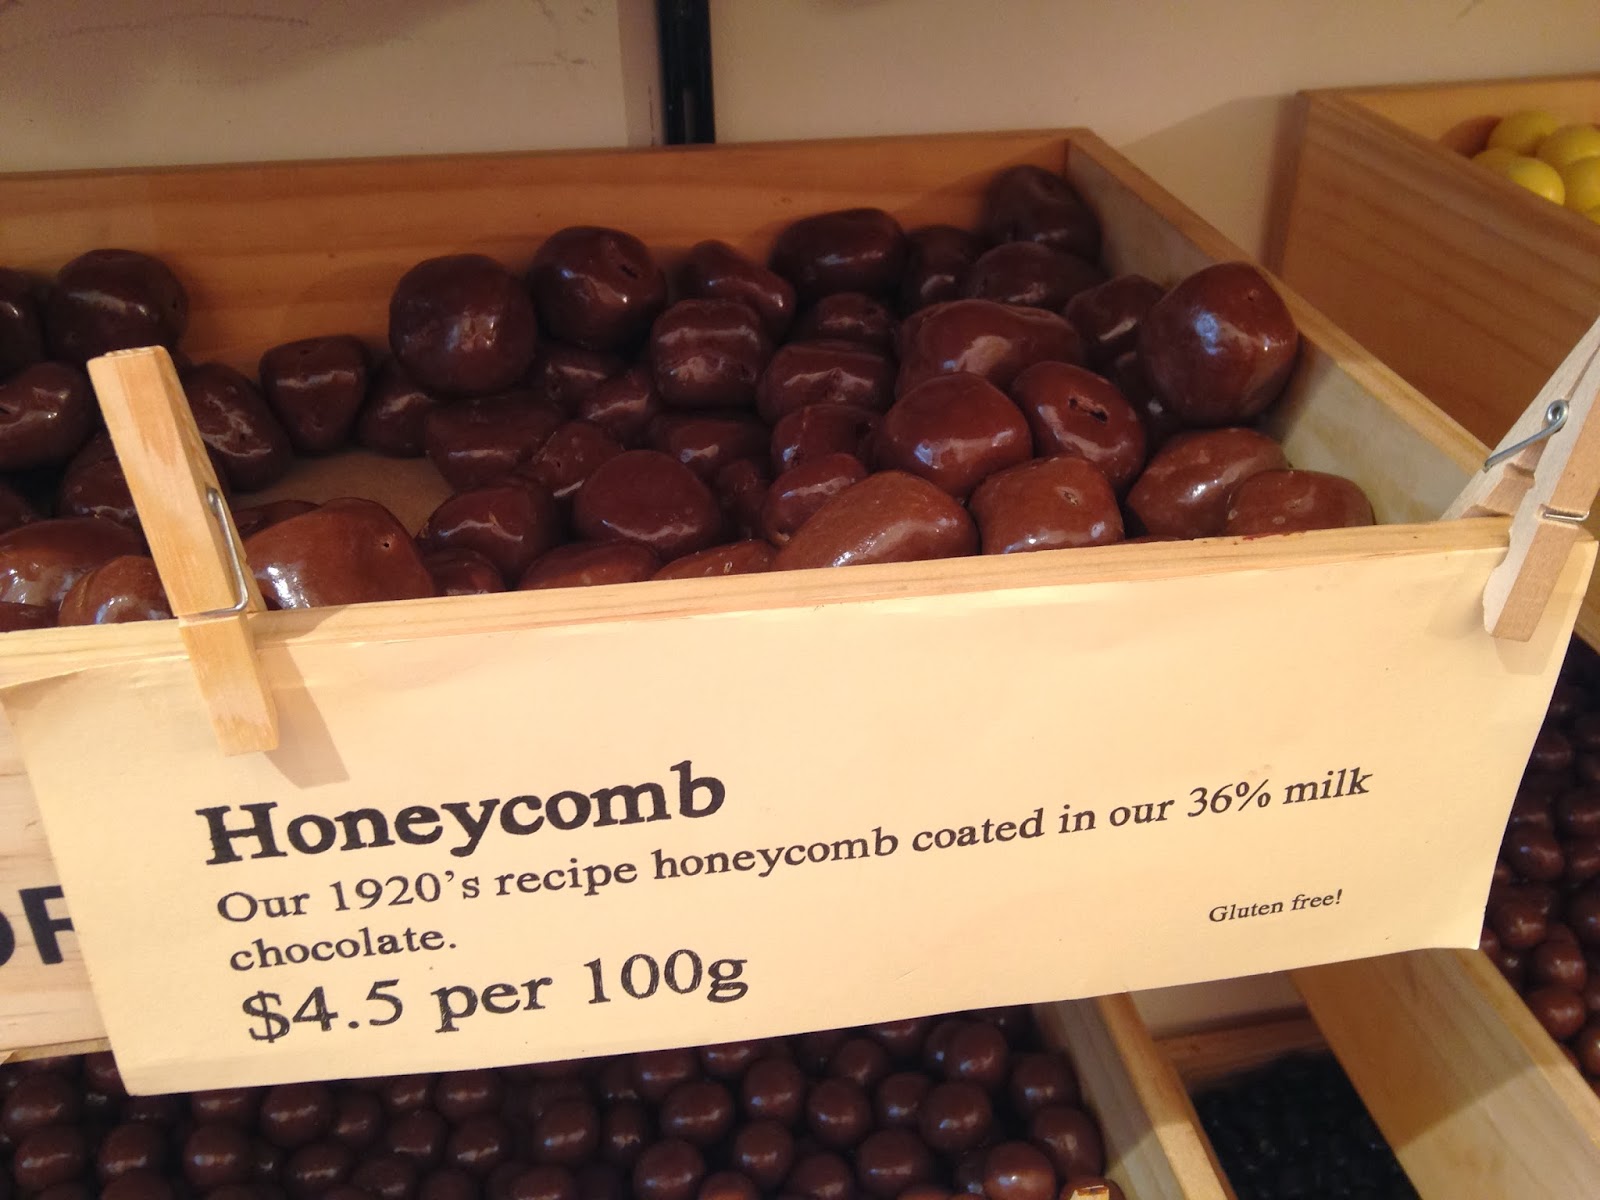 Honeycomb
Our 1920's recipe honeycomb coated in our 36% milk
chocolate.
Gluten free!
$4.5 per 100g